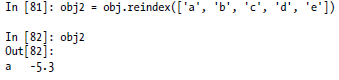 In [81]: obj2 = obj.reindex(['a', 'b', 'c', 'd', 'e'])
In [82]: obj2
Out[82]:
a   -5.3